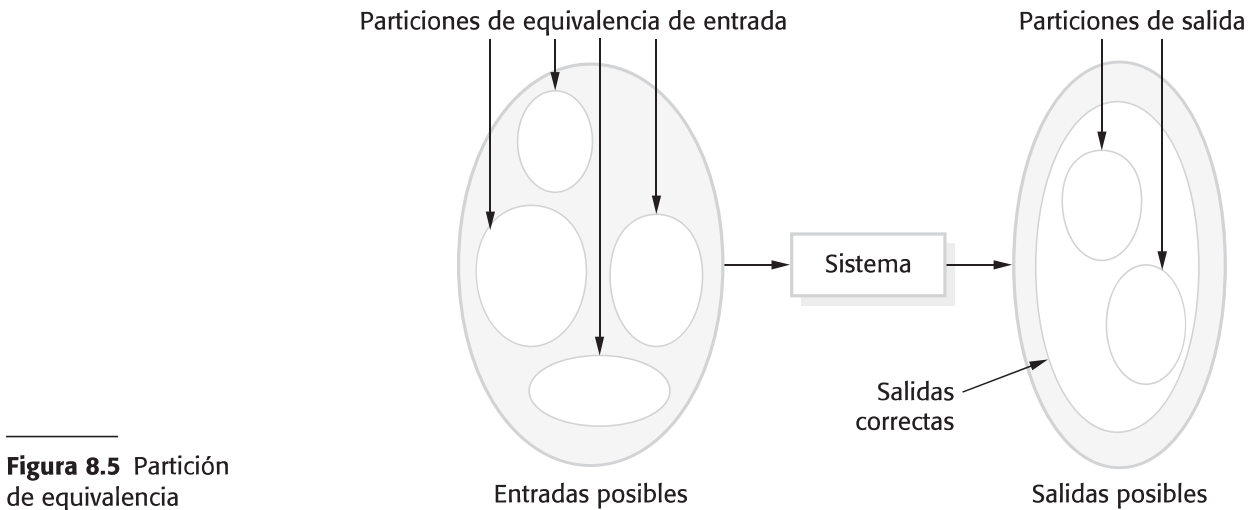 Particiones de equivalencia de entrada
Particiones de salida
Sistema
Salidas
correctas
Figura 8.5 Partición
de equivalencia
Entradas posibles
Salidas posibles